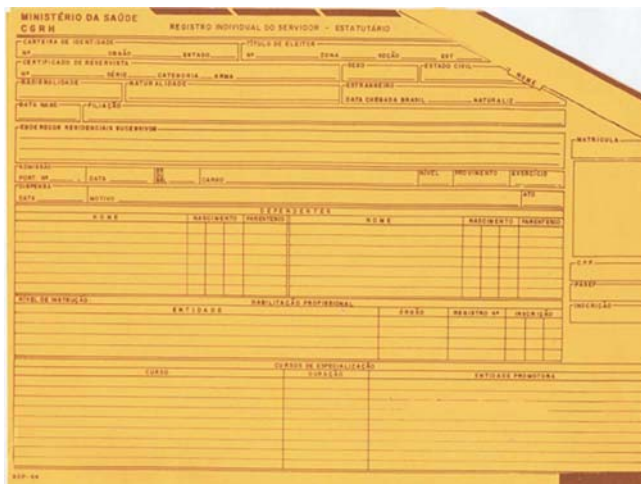 MINISTÉRIO DA SAÚDE
CGRH
REGISTRO INDIVIDUAL DO SERVIDOR - ESTATUTÁRIO
CARTEIRA DE IDENTIDADE
Nº ORGÃO ESTADO
TÍTULO DE ELEITOR
Nº ZONA SEÇÃO EST.
NOME
CERTIFICADO DE RESERVISTA
Nº SÉRIE CATEGORIA ARMA
SEXO
ESTADO CIVIL
NACIONALIDADE
NATURALIDADE
ESTRANGEIRO
DATA CHEGADA BRASIL NATURALIZ.
DATA NASC.
FILIAÇÃO
ENDEREÇOS RESIDENCIAIS SUCESSIVOS
MATRÍCULA
ADMISSÃO
PORT. Nº DATA CARGO
NÍVEL
PROVIMENTO
EXERCÍCIO
DISPENSA
DATA MOTIVO
ATO
DEPENDENTES
NOME NASCIMENTO PARENTESCO NOME NASCIMENTO PARENTESCO
C.P.F.
PASEP
INSCRIÇÃO
NÍVEL DE INSTRUÇÃO:
HABILITAÇÃO PROFISSIONAL
ENTIDADE ÓRGÃO REGISTRO Nº INSCRIÇÃO
CURSOS DE ESPECIALIZAÇÃO
CURSO DURAÇÃO ENTIDADE PROMOTORA